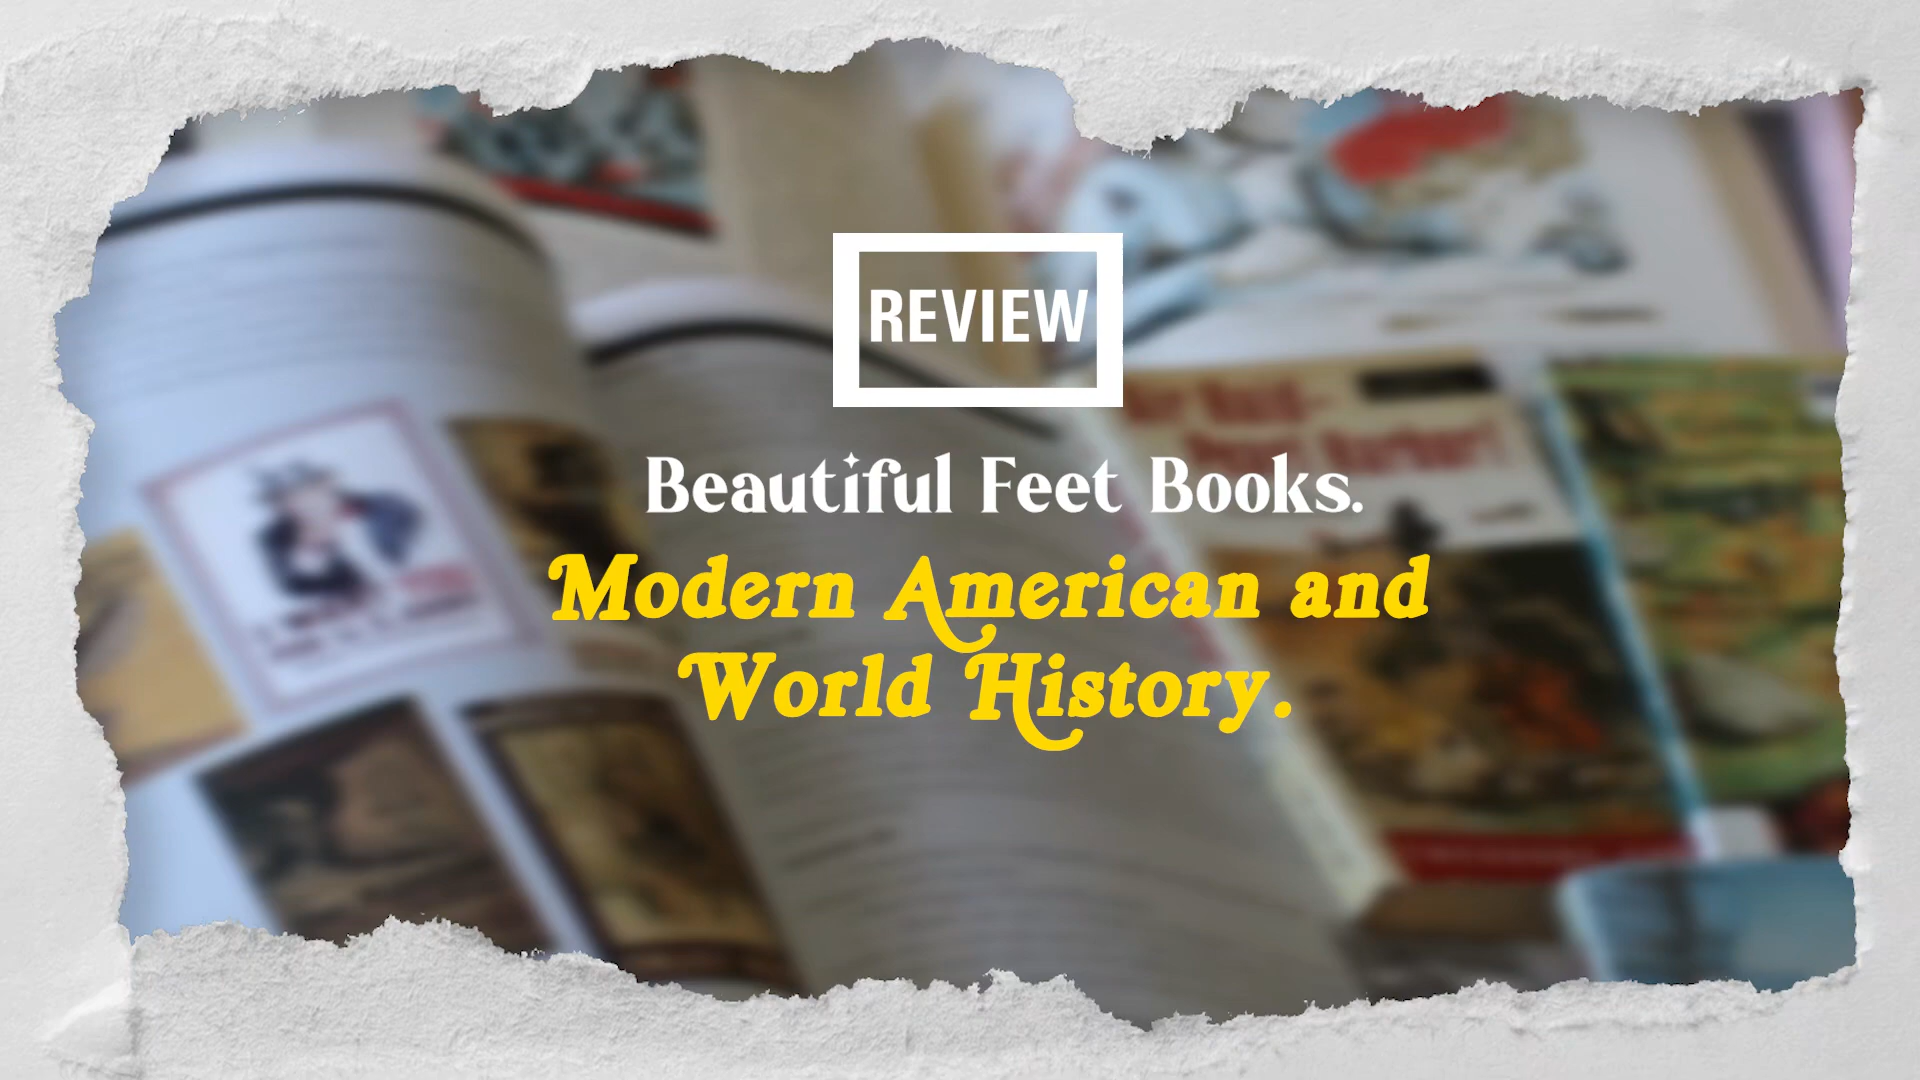 REVIEW
Beautiful Feet Books.
Modern American and
World History.